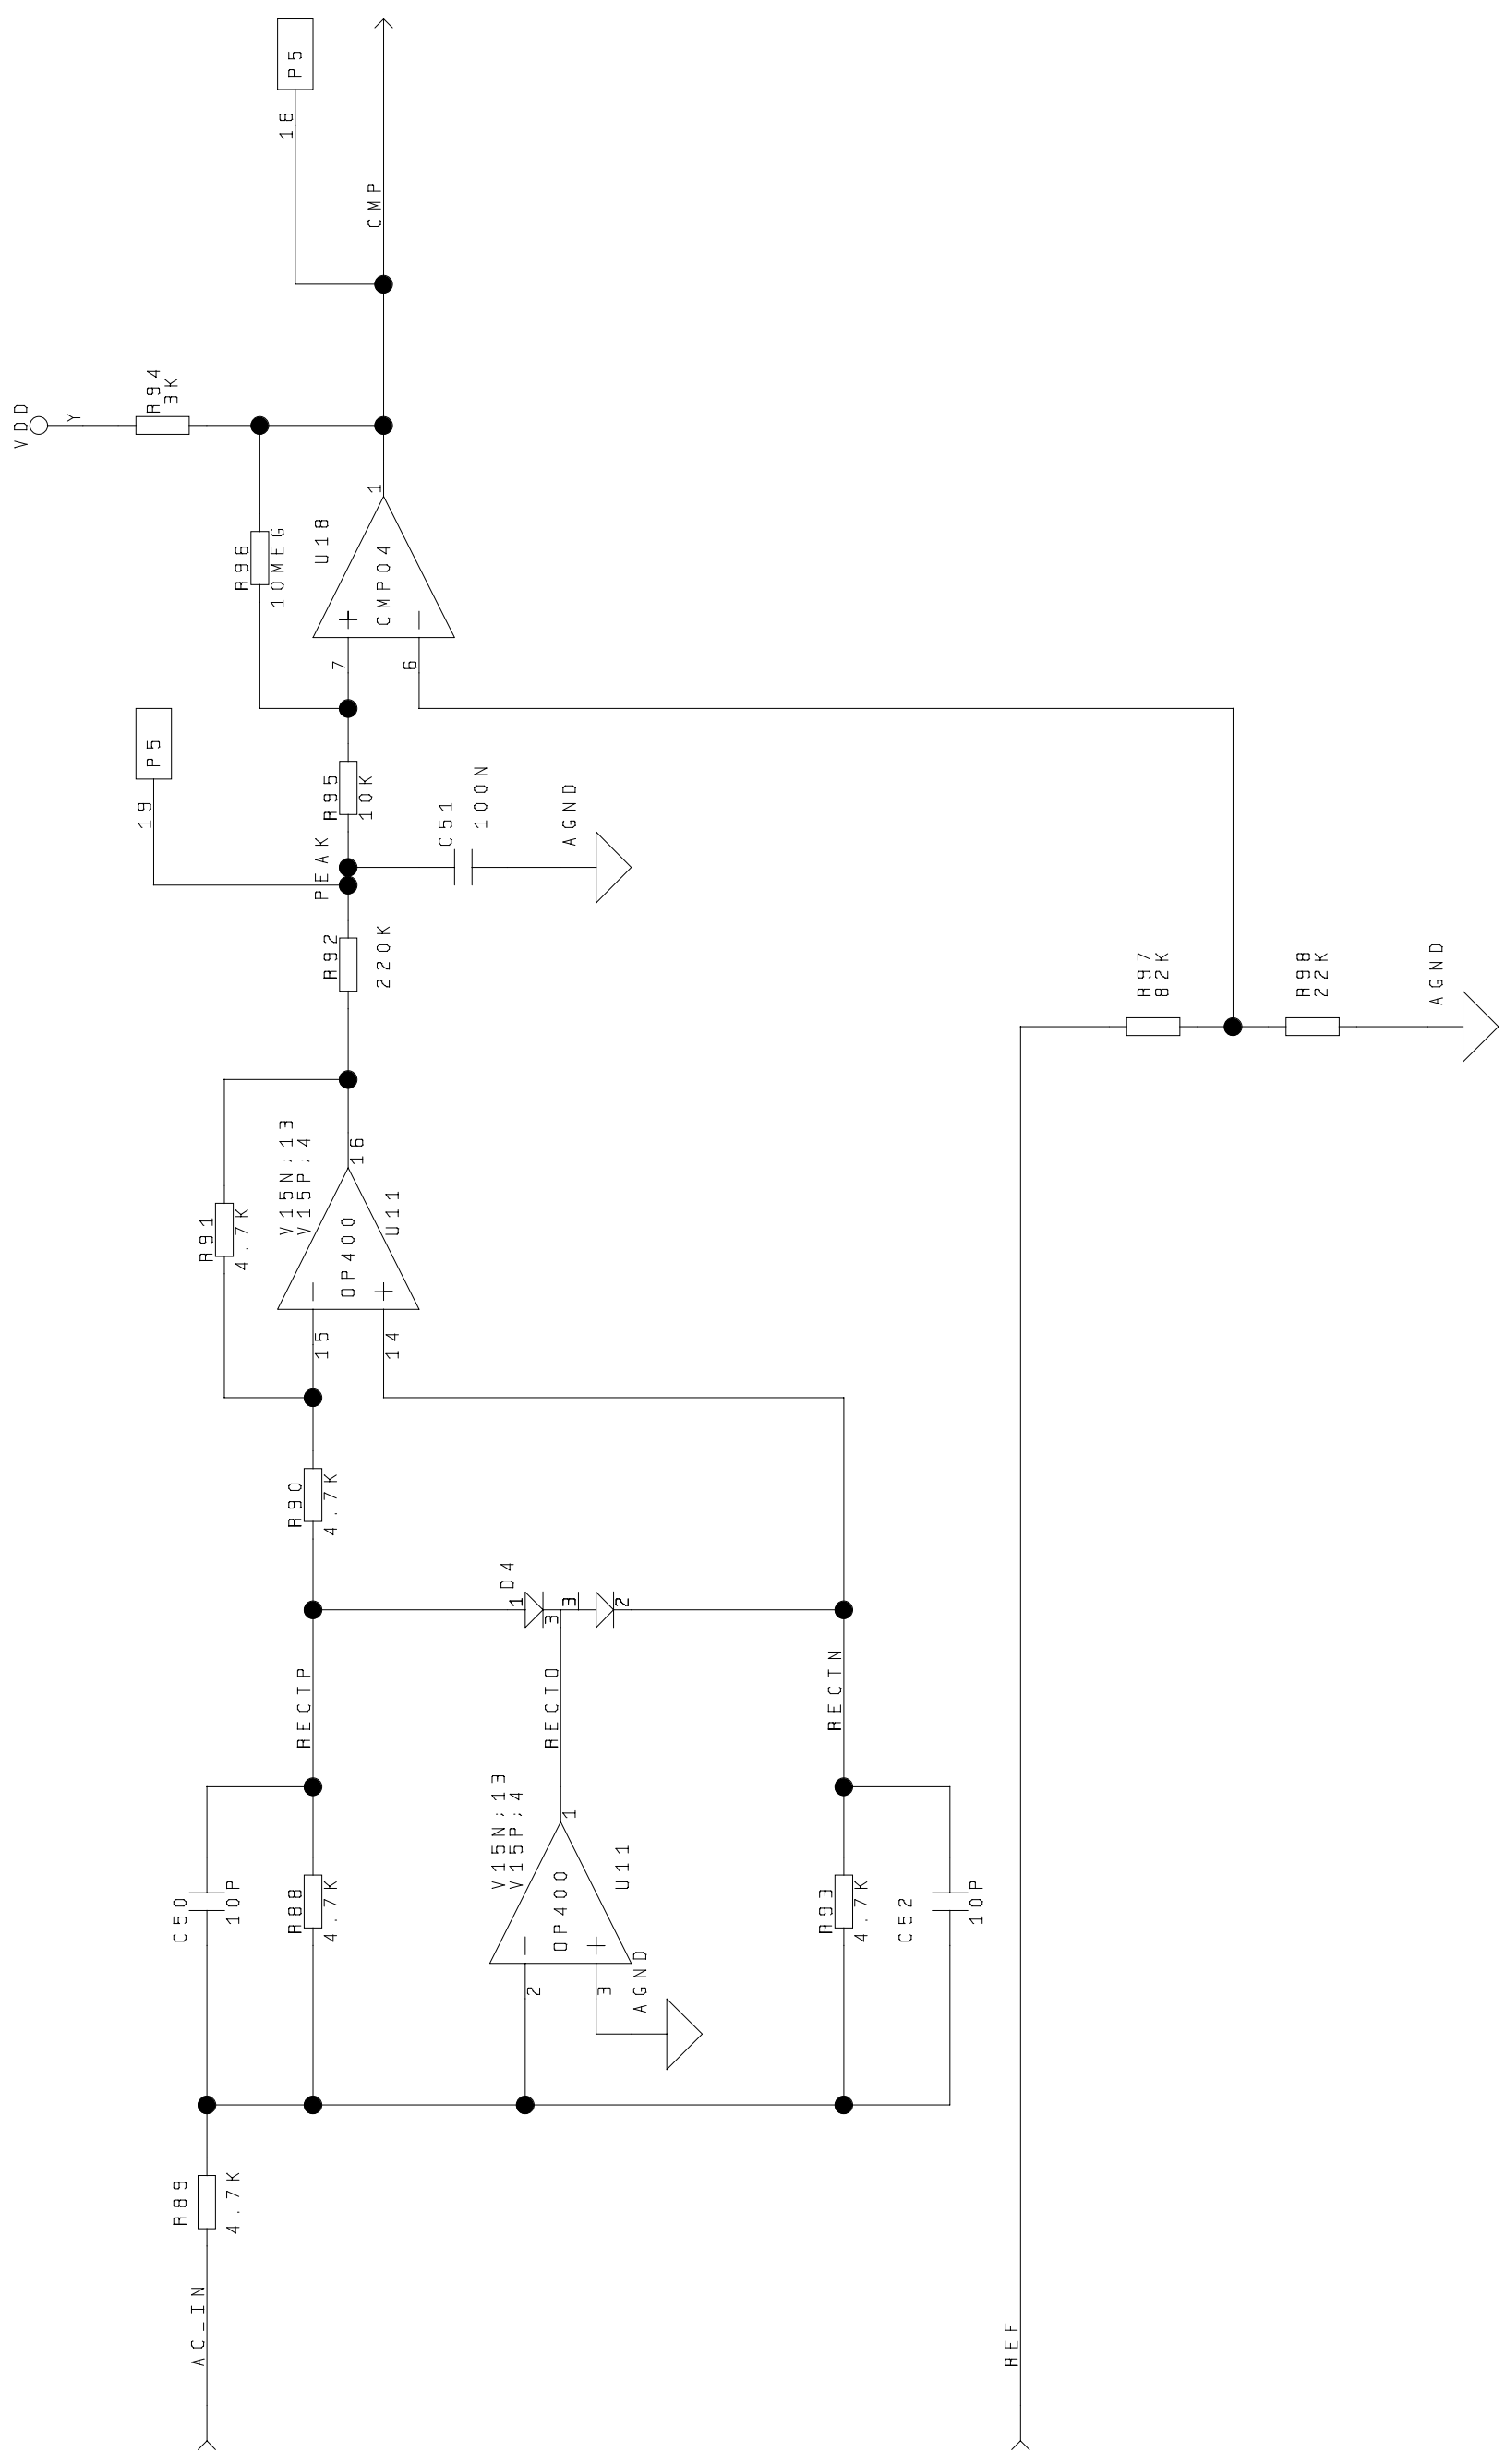 P5
18
CMP
VDD
Y
R94
3K
1
R96
10MEG
U18
CMP04
+
-
7
6
P5
19
R95
10K
PEAK
C51
100N
AGND
R92
220K
R97
82K
R98
22K
AGND
V15N;13
V15P;4
16
R91
4.7K
OP400
U11
-
+
15
14
R90
4.7K
D4
1
3
3
2
RECTP
RECTO
RECTN
V15N;13
V15P;4
1
C50
10P
R88
4.7K
OP400
U11
-
+
2
3
AGND
R93
4.7K
C52
10P
R89
4.7K
AC_IN
REF